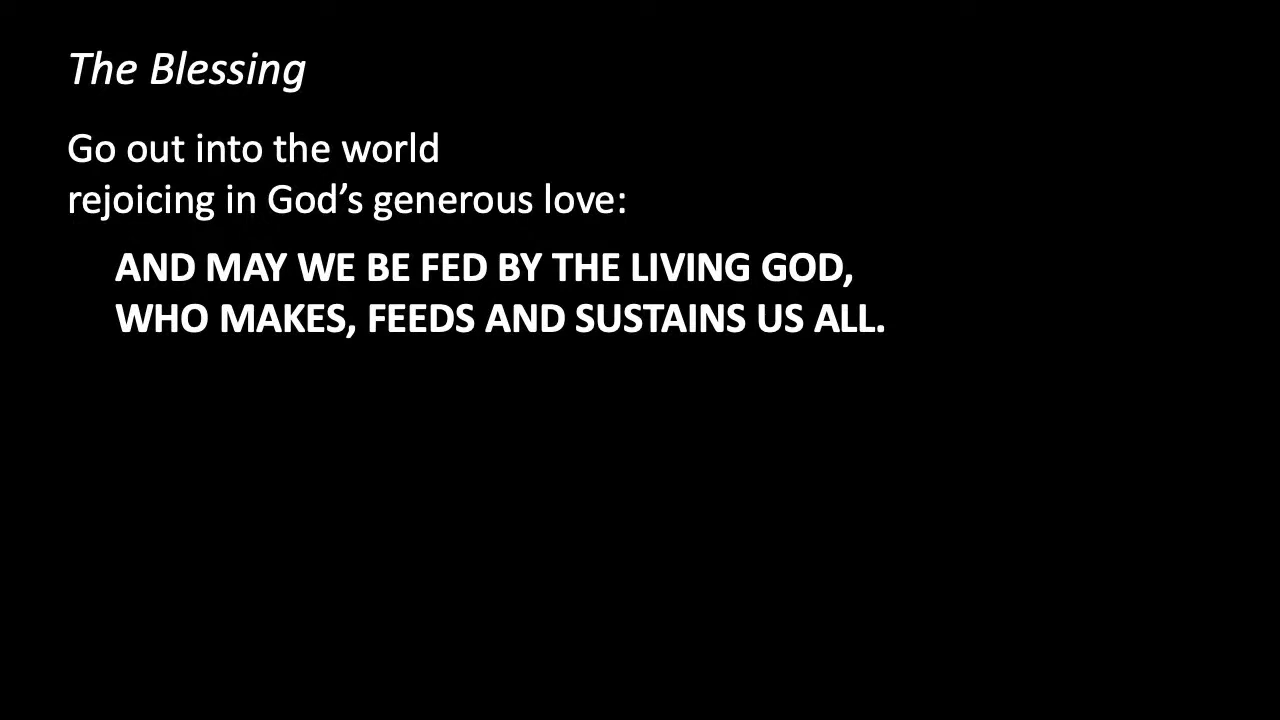 The Blessing
Go out into the world
rejoicing in God’s generous love:
AND MAY WE BE FED BY THE LIVING GOD,
WHO MAKES, FEEDS AND SUSTAINS US ALL.